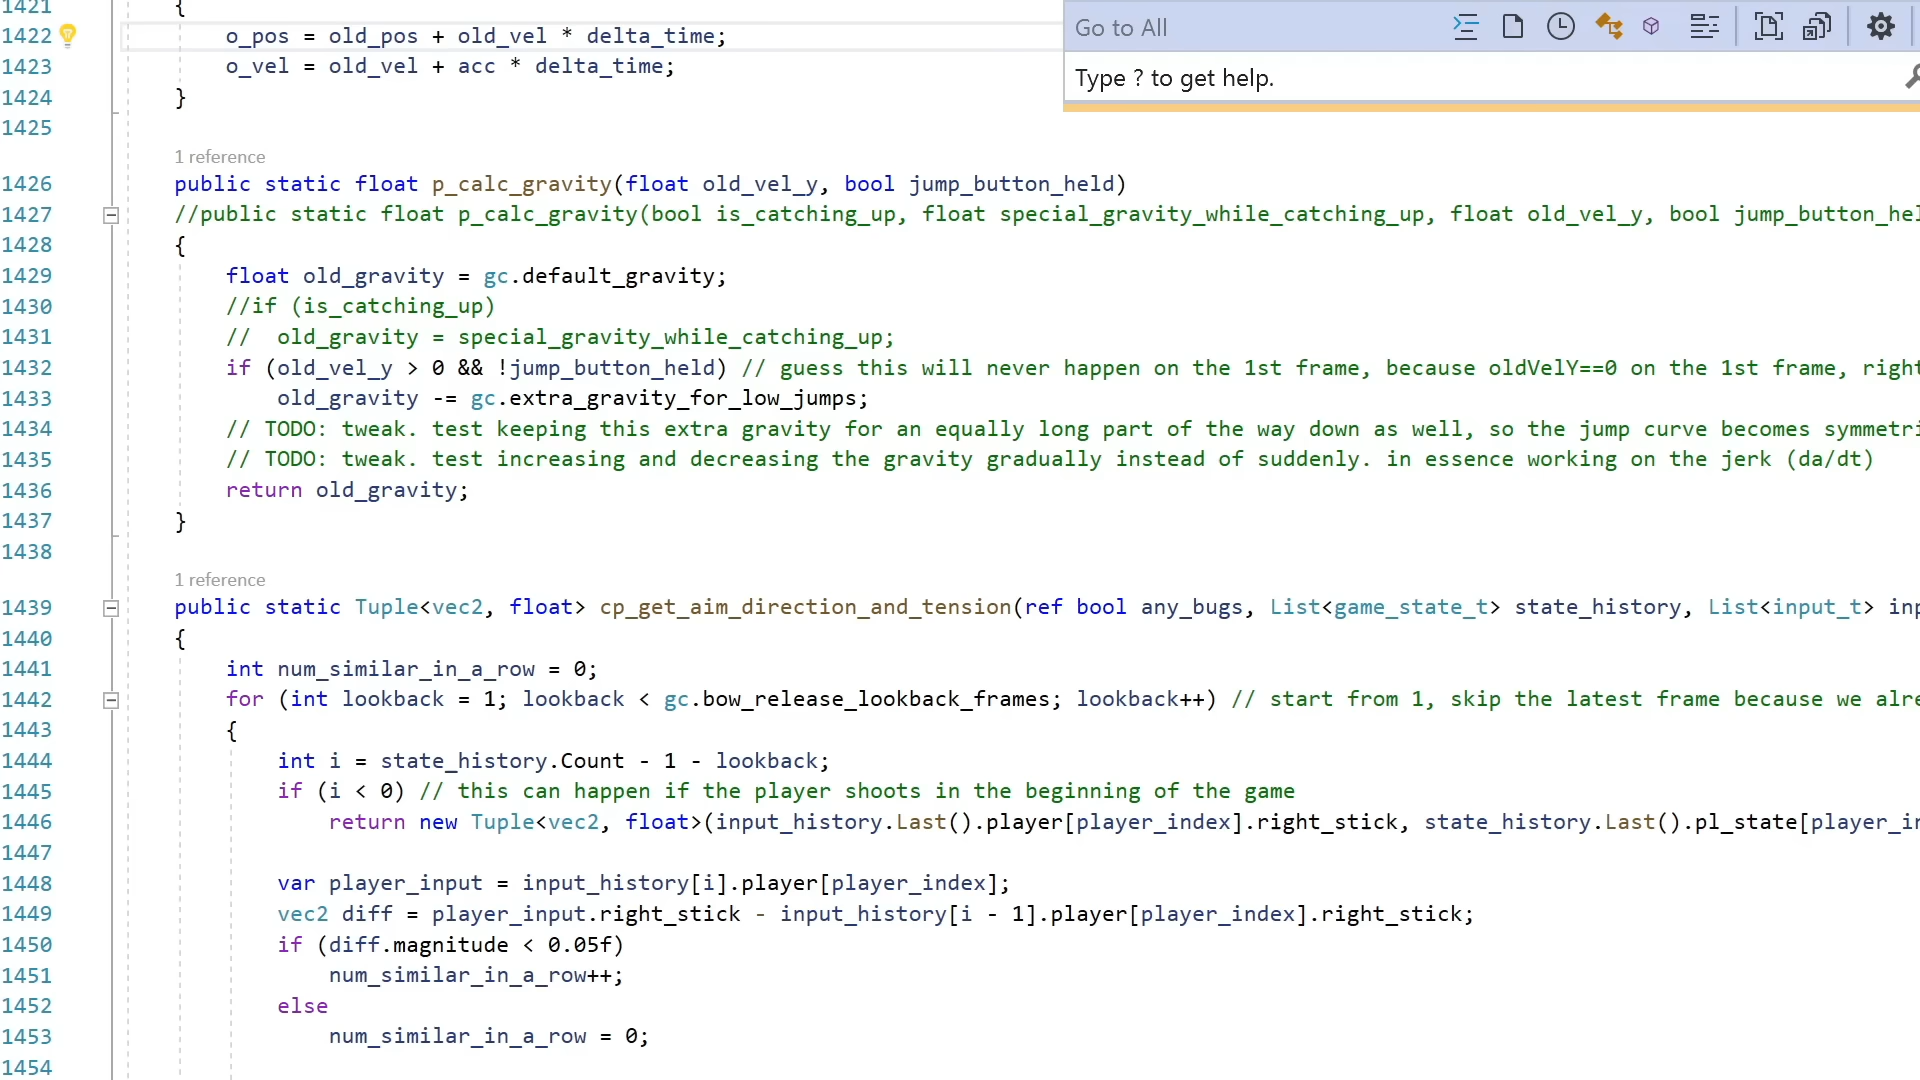 1421 {
1422 o_pos = old_pos + old_vel * delta_time;
1423 o_vel = old_vel + acc * delta_time;
1424 }
1425
Go to All
Type ? to get help.
1 reference
1426 public static float p_calc_gravity(float old_vel_y, bool jump_button_held)
1427 //public static float p_calc_gravity(bool is_catching_up, float special_gravity_while_catching_up, float old_vel_y, bool jump_button_hel
1428 {
1429 float old_gravity = gc.default_gravity;
1430 //if (is_catching_up)
1431 // old_gravity = special_gravity_while_catching_up;
1432 if (old_vel_y > 0 && !jump_button_held) // guess this will never happen on the 1st frame, because oldVelY==0 on the 1st frame, right
1433 old_gravity -= gc.extra_gravity_for_low_jumps;
1434 // TODO: tweak. test keeping this extra gravity for an equally long part of the way down as well, so the jump curve becomes symmetri
1435 // TODO: tweak. test increasing and decreasing the gravity gradually instead of suddenly. in essence working on the jerk (da/dt)
1436 return old_gravity;
1437 }
1438
1 reference
1439 public static Tuple<vec2, float> cp_get_aim_direction_and_tension(ref bool any_bugs, List<game_state_t> state_history, List<input_t> inp
1440 {
1441 int num_similar_in_a_row = 0;
1442 for (int lookback = 1; lookback < gc.bow_release_lookback_frames; lookback++) // start from 1, skip the latest frame because we alre
1443 {
1444 int i = state_history.Count - 1 - lookback;
1445 if (i < 0) // this can happen if the player shoots in the beginning of the game
1446 return new Tuple<vec2, float>(input_history.Last().player[player_index].right_stick, state_history.Last().pl_state[player_in
1447
1448 var player_input = input_history[i].player[player_index];
1449 vec2 diff = player_input.right_stick - input_history[i - 1].player[player_index].right_stick;
1450 if (diff.magnitude < 0.05f)
1451 num_similar_in_a_row++;
1452 else
1453 num_similar_in_a_row = 0;
1454